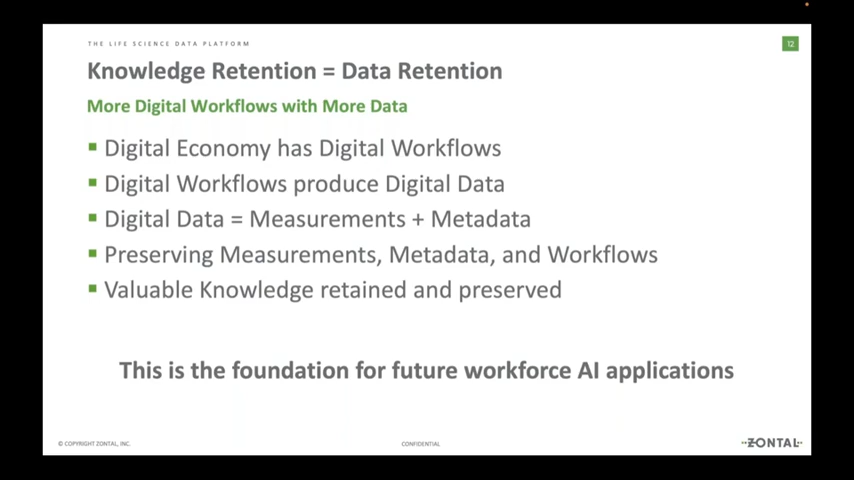 THE LIFE SCIENCE DATA PLATFORM
12
Knowledge Retention = Data Retention
More Digital Workflows with More Data
Digital Economy has Digital Workflows
Digital Workflows produce Digital Data
Digital Data = Measurements + Metadata
Preserving Measurements, Metadata, and Workflows
Valuable Knowledge retained and preserved
This is the foundation for future workforce AI applications
© COPYRIGHT ZONTAL, INC.
CONFIDENTIAL
ZONTAL